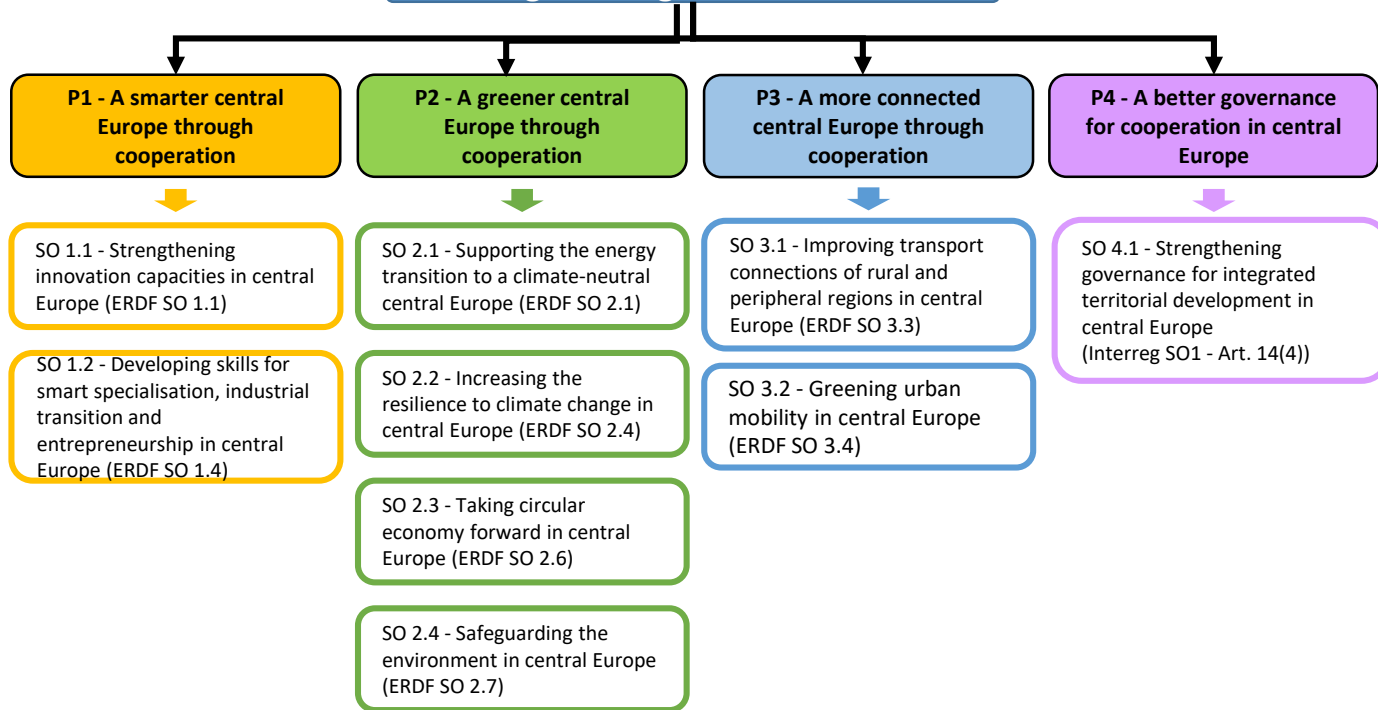 P1 - A smarter central
Europe through
cooperation
SO 1.1 - Strengthening
innovation capacities in central
Europe (ERDF SO 1.1)
SO 1.2 - Developing skills for
smart specialisation, industrial
transition and
entrepreneurship in central
Europe (ERDF SO 1.4)
P2 - A greener central
Europe through
cooperation
SO 2.1 - Supporting the energy
transition to a climate-neutral
central Europe (ERDF SO 2.1)
SO 2.2 - Increasing the
resilience to climate change in
central Europe (ERDF SO 2.4)
SO 2.3 - Taking circular
economy forward in central
Europe (ERDF SO 2.6)
SO 2.4 - Safeguarding the
environment in central Europe
(ERDF SO 2.7)
P3 - A more connected
central Europe through
cooperation
SO 3.1 - Improving transport
connections of rural and
peripheral regions in central
Europe (ERDF SO 3.3)
SO 3.2 - Greening urban
mobility in central Europe
(ERDF SO 3.4)
P4 - A better governance
for cooperation in central
Europe
SO 4.1 - Strengthening
governance for integrated
territorial development in
central Europe
(Interreg SO1 - Art. 14(4))